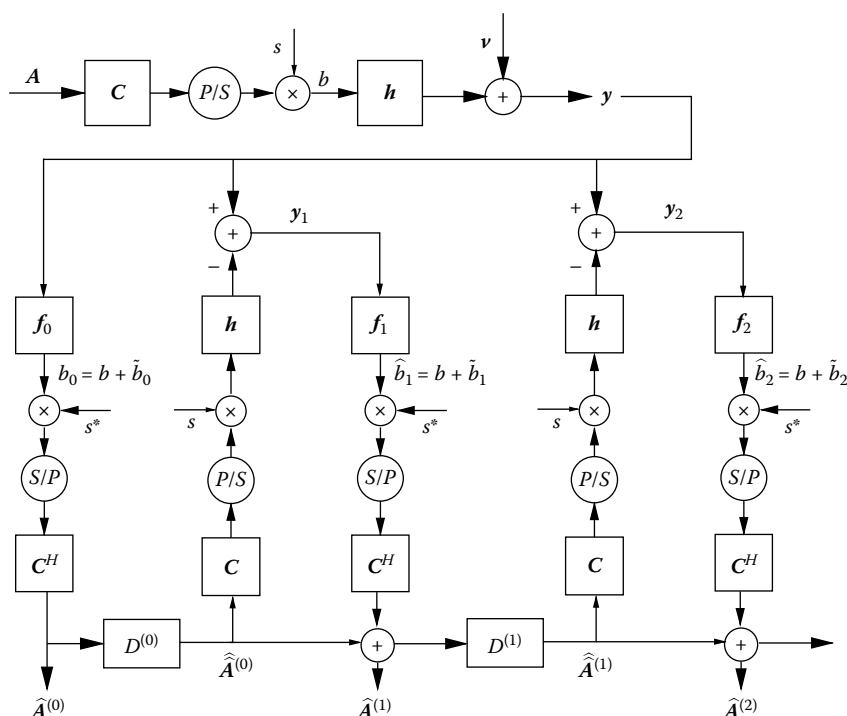 s
ν
A
C
P/S
×
b
h
+
y
+
+
y₁
−
+
+
y₂
−
f₀
h
f₁
h
f₂
b₀ = b + b̃₀
b̂₁ = b + b̃₁
b̂₂ = b + b̃₂
×
s*
s
×
×
s*
s
×
×
s*
S/P
P/S
S/P
P/S
S/P
Cᴴ
C
Cᴴ
C
Cᴴ
D⁽⁰⁾
+
D⁽¹⁾
+
Â⁽⁰⁾
Â̂⁽⁰⁾
Â⁽¹⁾
Â̂⁽¹⁾
Â⁽²⁾